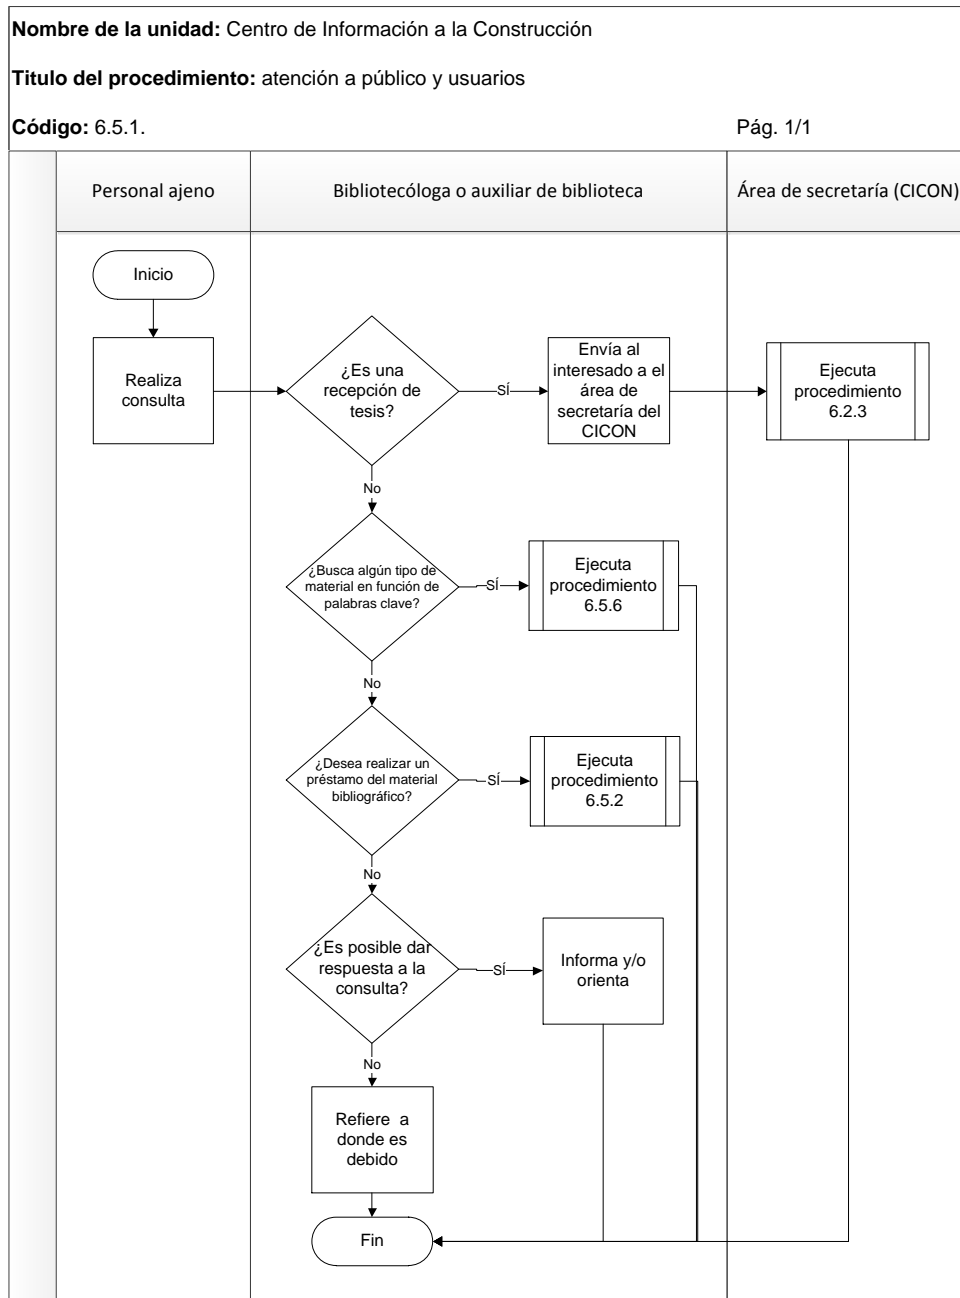 Nombre de la unidad: Centro de Información a la Construcción
Titulo del procedimiento: atención a público y usuarios
Código: 6.5.1. Pág. 1/1
Personal ajeno
Bibliotecóloga o auxiliar de biblioteca
Área de secretaría (CICON)
Inicio
Realiza
consulta
¿Es una
recepción de
tesis?
SÍ
Envía al
interesado a el
área de
secretaría del
CICON
Ejecuta
procedimiento
6.2.3
No
¿Busca algún tipo de
material en función de
palabras clave?
SÍ
Ejecuta
procedimiento
6.5.6
No
¿Desea realizar un
préstamo del material
bibliográfico?
SÍ
Ejecuta
procedimiento
6.5.2
No
¿Es posible dar
respuesta a la
consulta?
SÍ
Informa y/o
orienta
No
Refiere a
donde es
debido
Fin